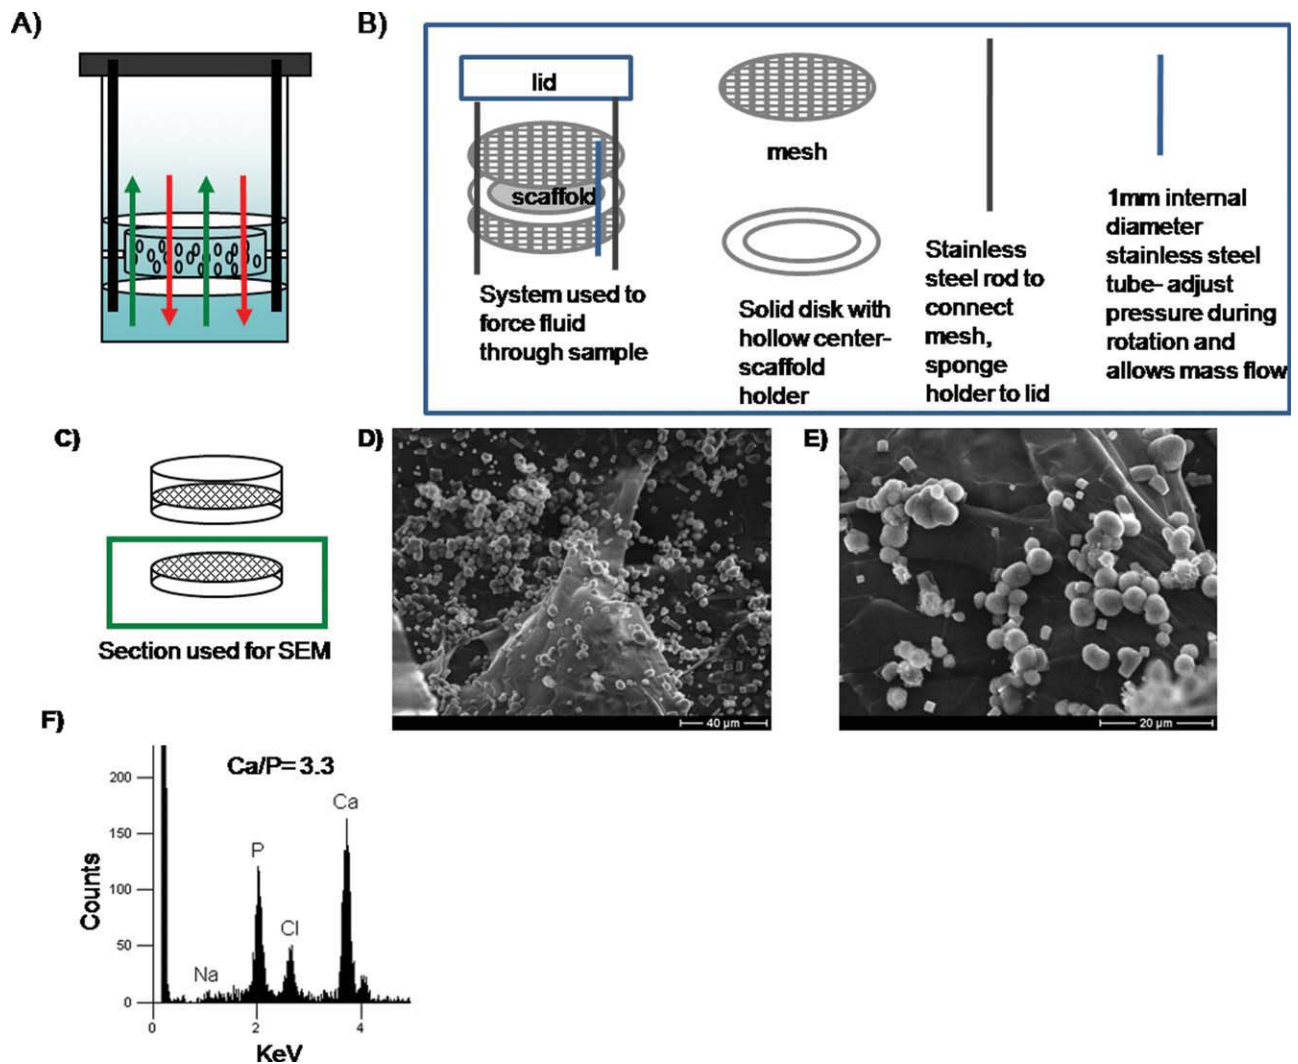 A)
B)
lid
scaffold
System used to
force fluid
through sample
mesh
Solid disk with
hollow center-
scaffold
holder
Stainless
steel rod to
connect
mesh,
sponge
holder to lid
1mm internal
diameter
stainless steel
tube- adjust
pressure during
rotation and
allows mass flow
C)
Section used for SEM
D)
40 µm
E)
20 µm
F)
Ca/P= 3.3
Counts
200
150
100
50
0
Na
P
Cl
Ca
0
2
4
KeV